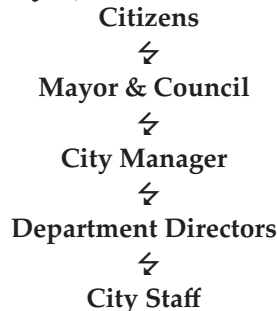 Citizens
Mayor & Council
City Manager
Department Directors
City Staff